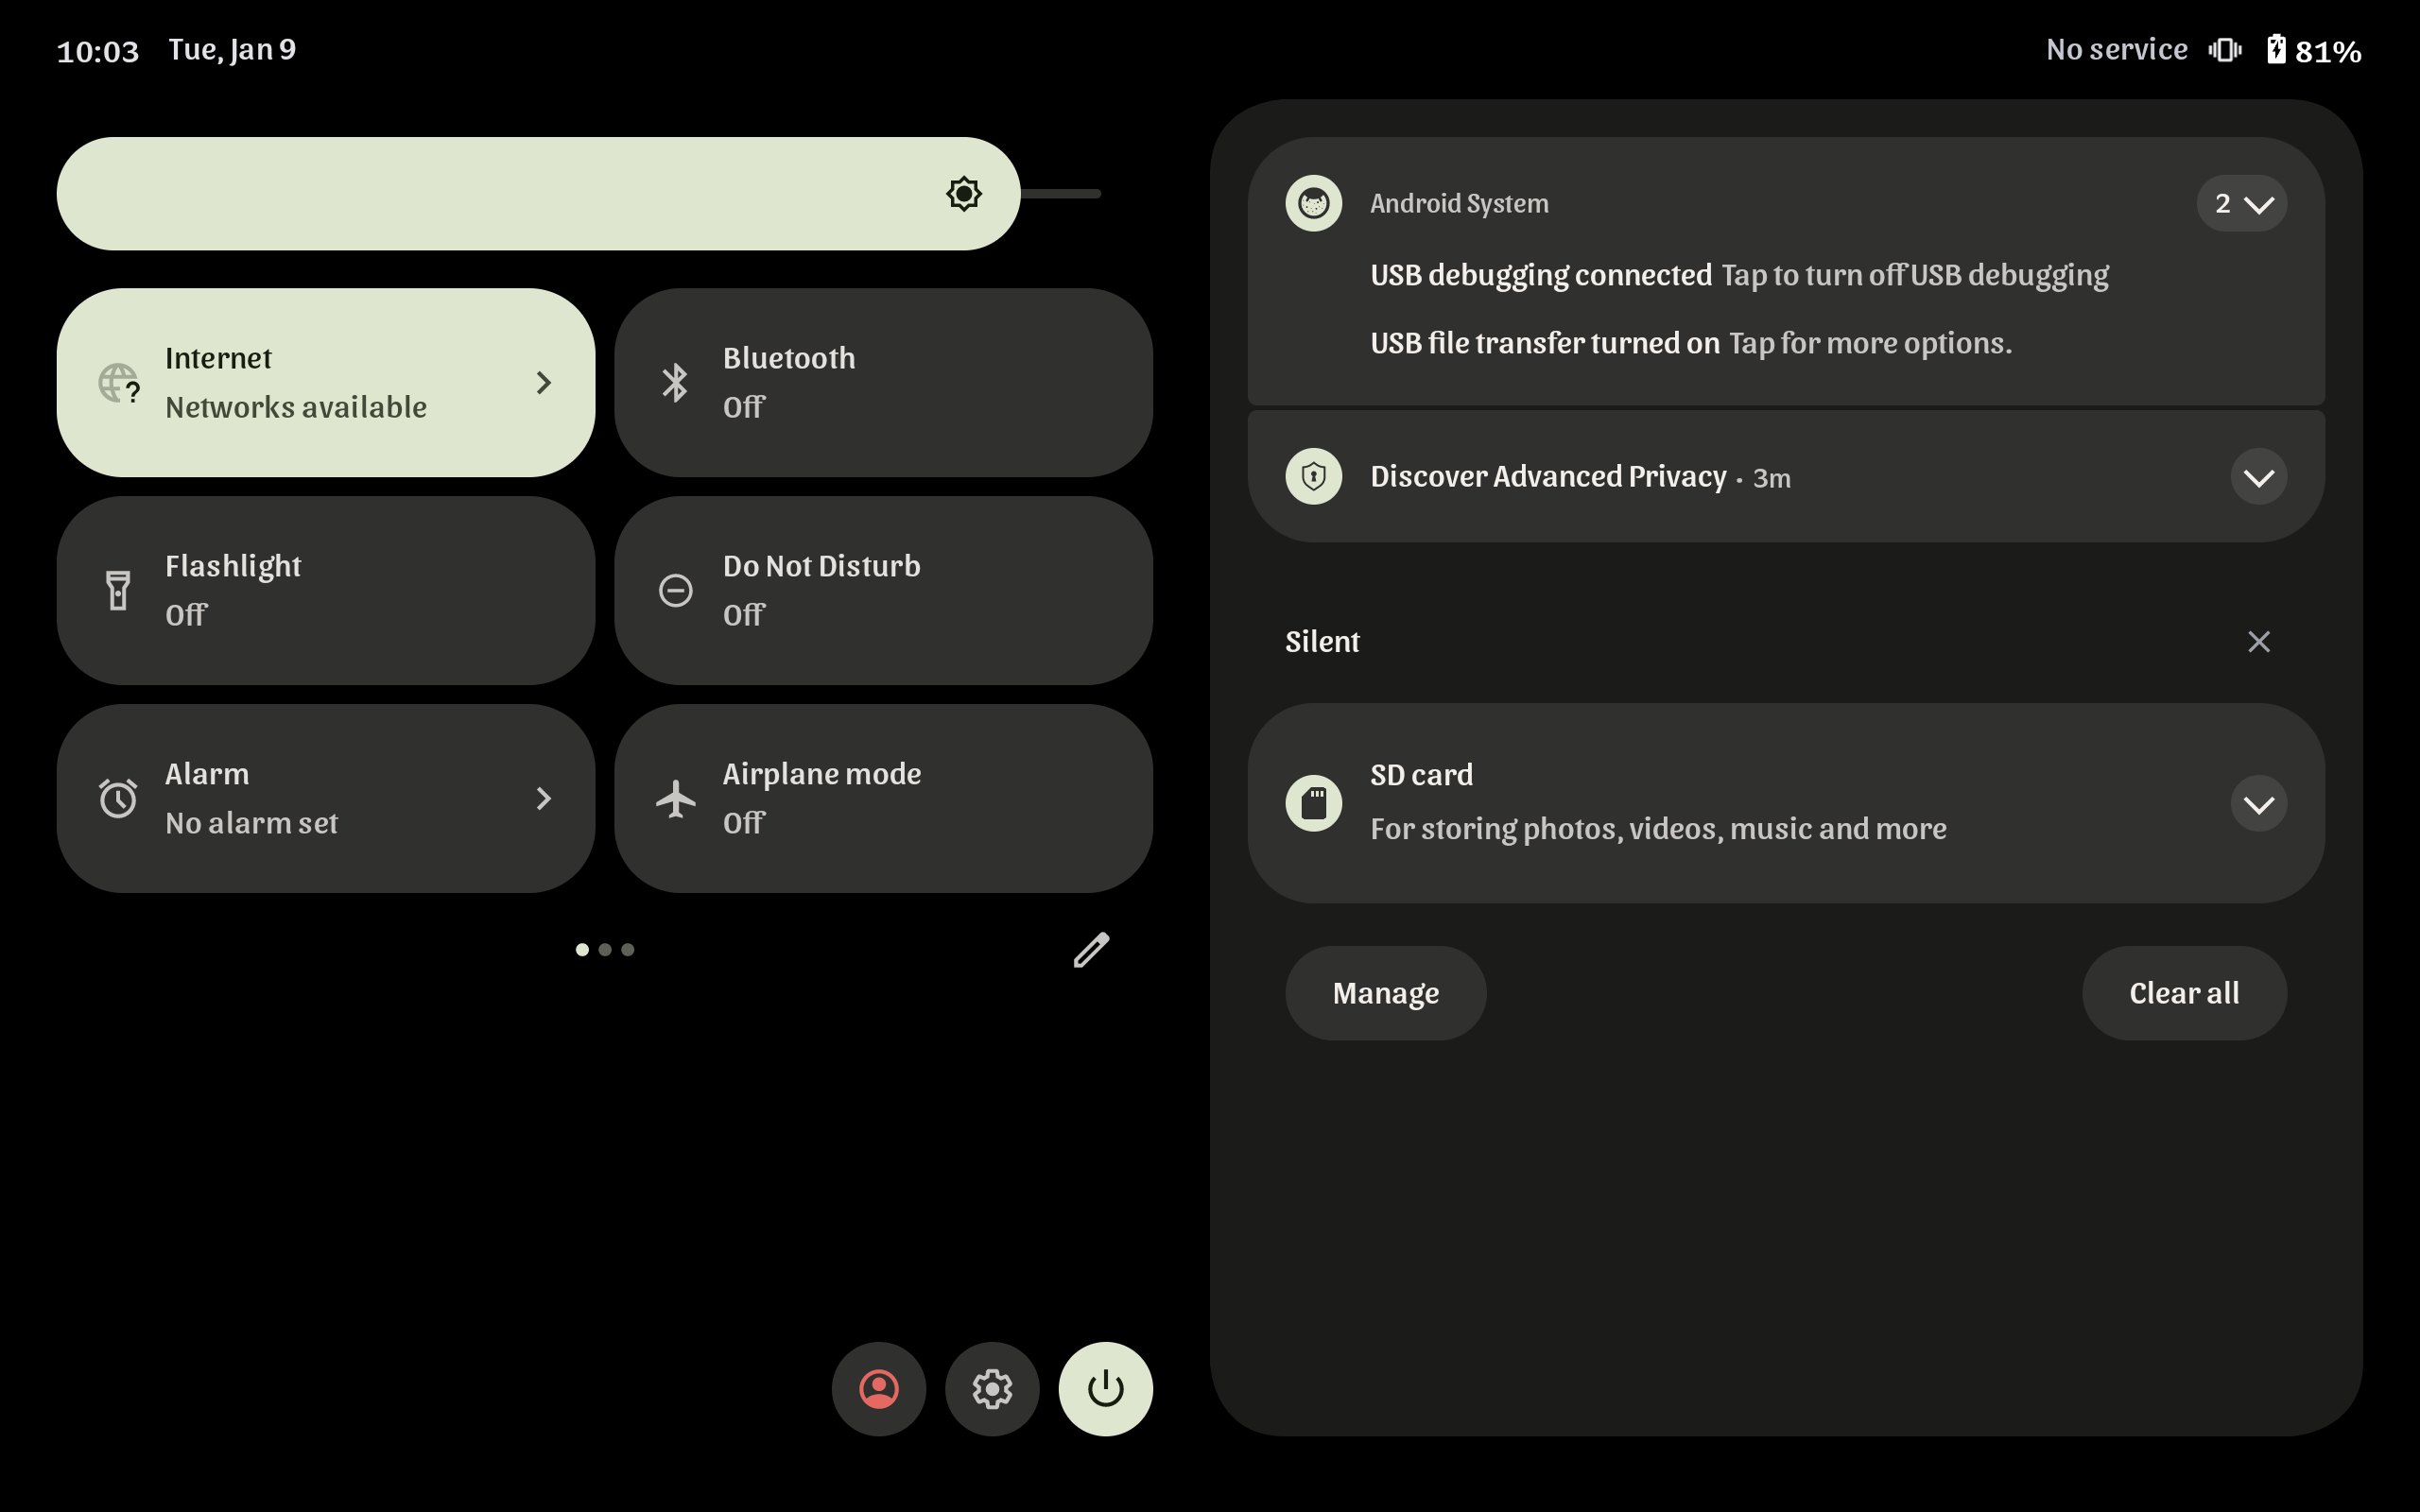 10:03 Tue, Jan 9
No service 81%
Internet
Networks available
Bluetooth
Off
Flashlight
Off
Do Not Disturb
Off
Alarm
No alarm set
Airplane mode
Off
Android System
2
USB debugging connected Tap to turn off USB debugging
USB file transfer turned on Tap for more options.
Discover Advanced Privacy · 3m
Silent
SD card
For storing photos, videos, music and more
Manage
Clear all